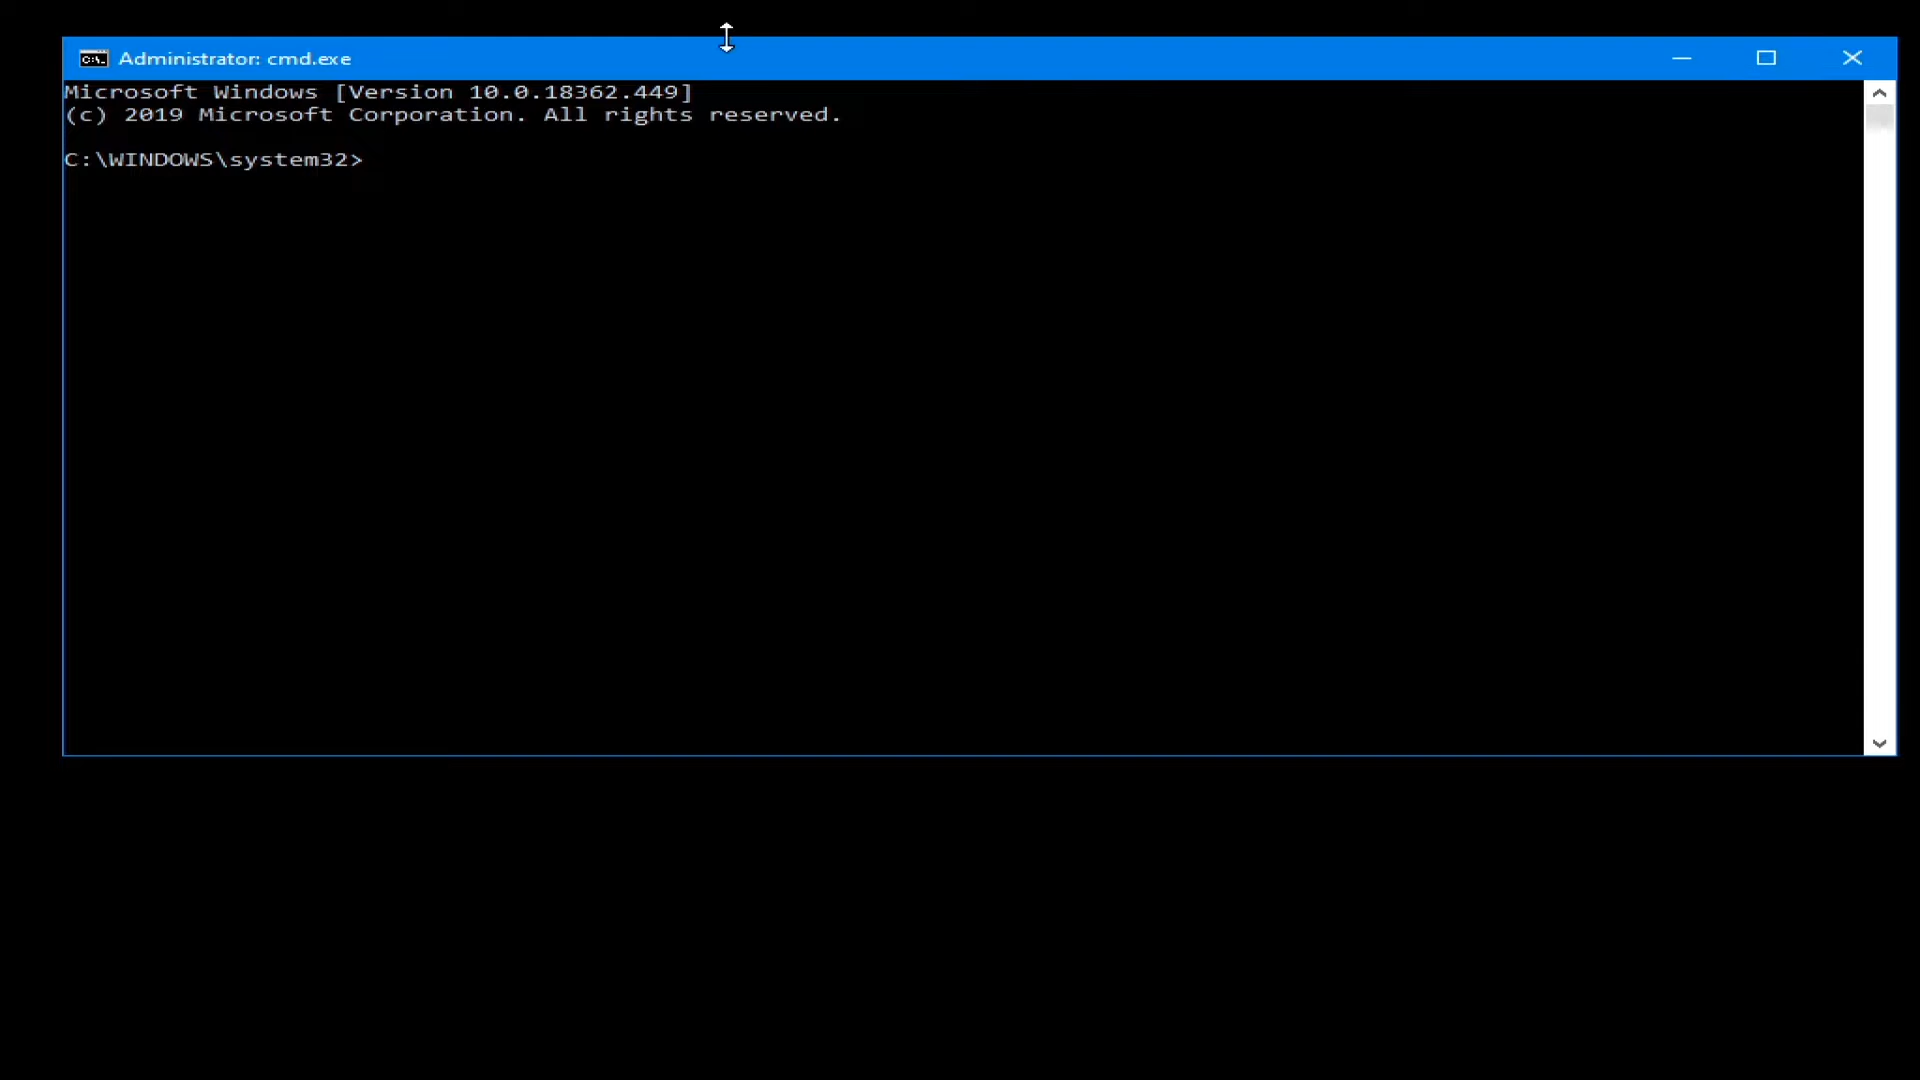 Administrator: cmd.exe
Microsoft Windows [Version 10.0.18362.449]
(c) 2019 Microsoft Corporation. All rights reserved.
C:\WINDOWS\system32>